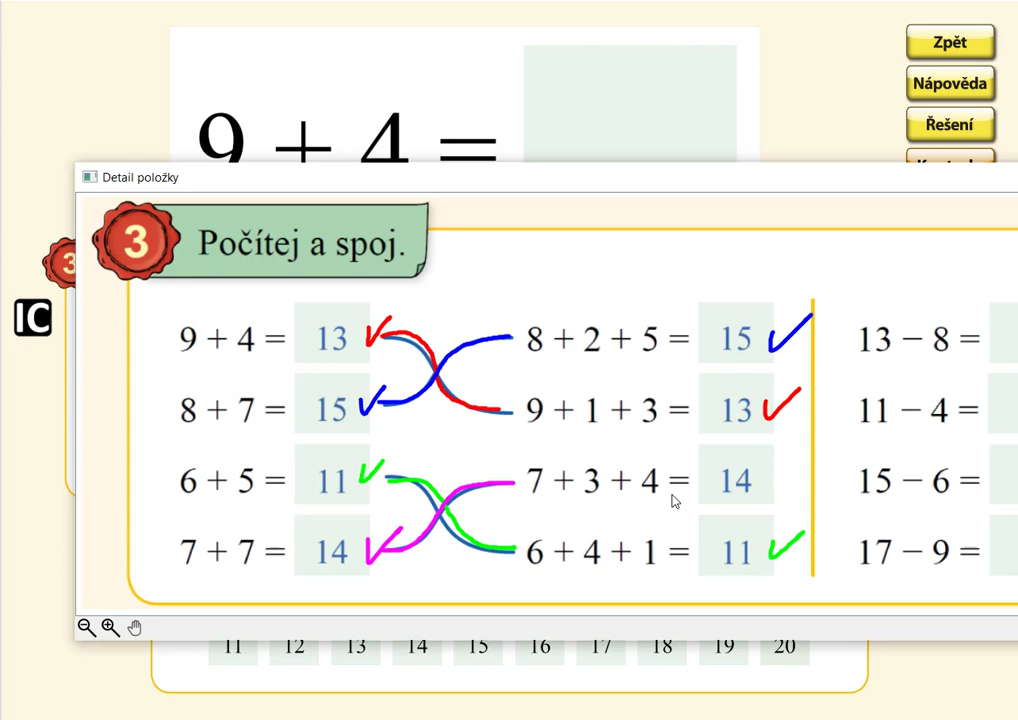 Zpět
Nápověda
Řešení
9 + 4 =
Detail položky
3
3 Počítej a spoj.
IC
9 + 4 = 13 8 + 2 + 5 = 15 13 − 8 =
8 + 7 = 15 9 + 1 + 3 = 13 11 − 4 =
6 + 5 = 11 7 + 3 + 4 = 14 15 − 6 =
7 + 7 = 14 6 + 4 + 1 = 11 17 − 9 =
11 12 13 14 15 16 17 18 19 20